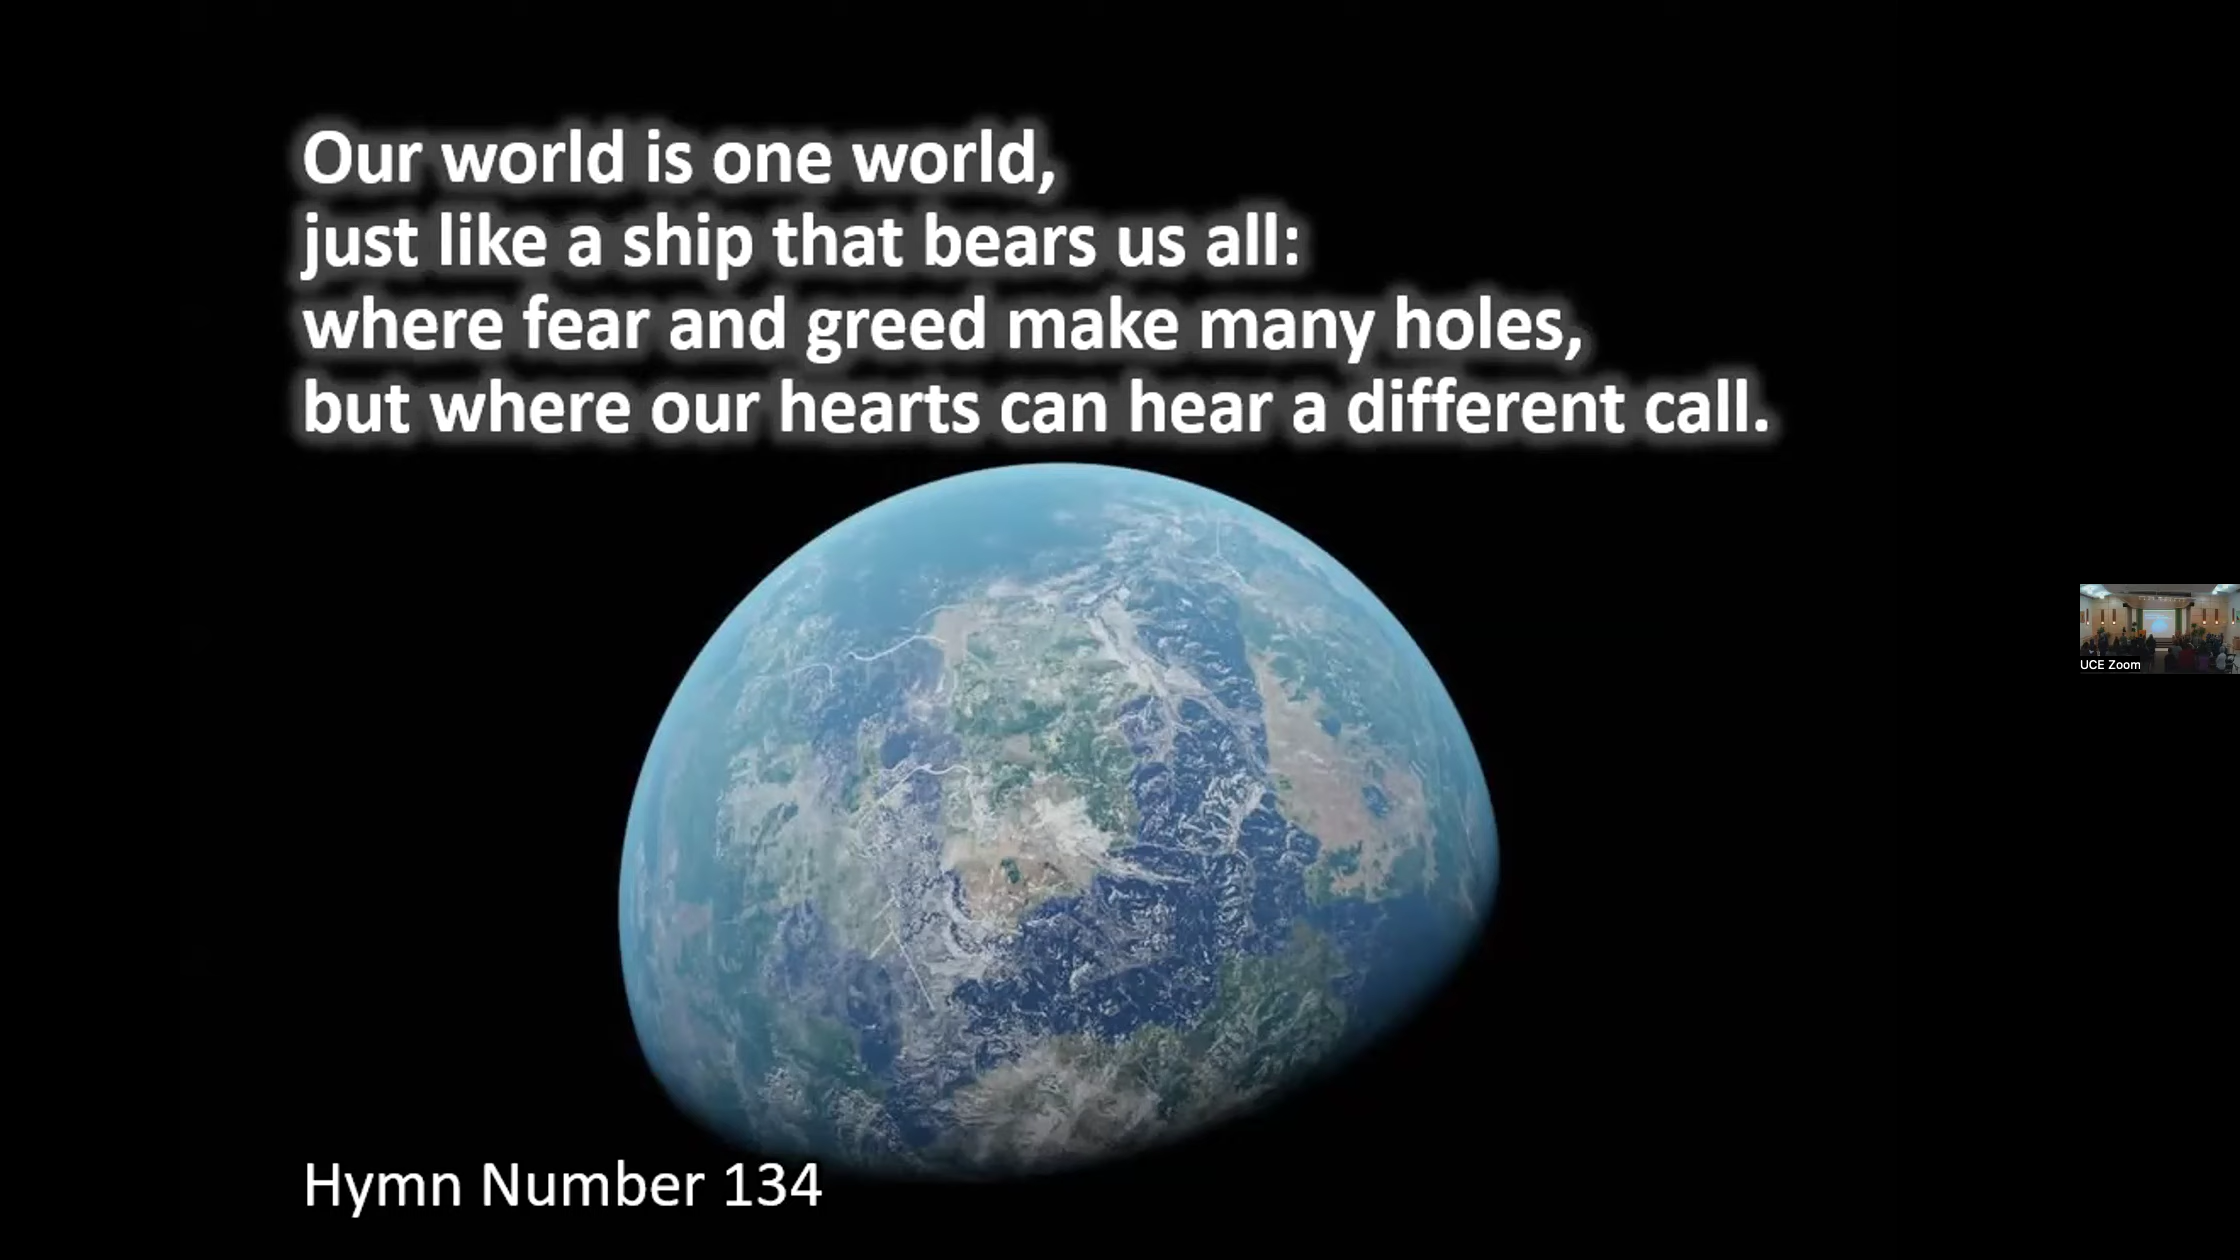 Our world is one world,
just like a ship that bears us all:
where fear and greed make many holes,
but where our hearts can hear a different call.
UCE Zoom
Hymn Number 134